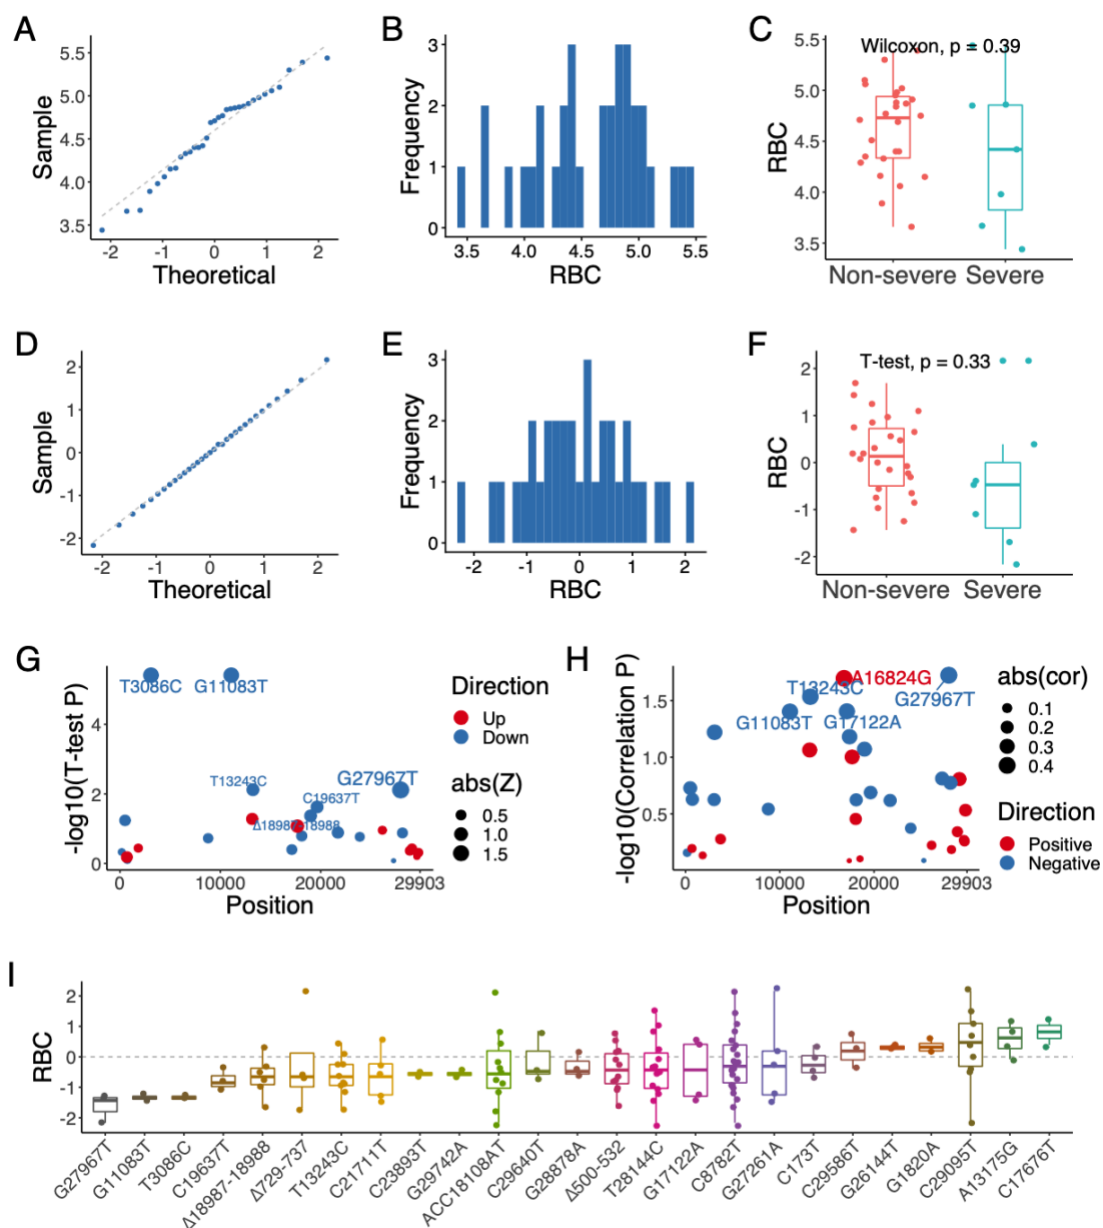 A
5.5
5.0
4.5
4.0
3.5
Sample
-2
-1
0
1
2
Theoretical
B
3
2
1
0
Frequency
3.5
4.0
4.5
5.0
5.5
RBC
C
Wilcoxon, p = 0.39
5.5
5.0
4.5
4.0
3.5
RBC
Non-severe
Severe
D
2
1
0
-1
-2
Sample
-2
-1
0
1
2
Theoretical
E
3
2
1
0
Frequency
-2
-1
0
1
2
RBC
F
T-test, p = 0.33
2
1
0
-1
-2
RBC
Non-severe
Severe
G
-log10(T-test P)
4
2
0
T3086C
G11083T
T13243C
G27967T
C19637T
Δ18987-18988
0
10000
20000
29903
Position
Direction
Up
Down
abs(Z)
0.5
1.0
1.5
H
-log10(Correlation P)
1.5
1.0
0.5
A16824G
T13243C
G27967T
G11083T
G17122A
0
10000
20000
29903
Position
abs(cor)
0.1
0.2
0.3
0.4
Direction
Positive
Negative
I
RBC
2
1
0
-1
-2
G27967T
G11083T
T3086C
C19637T
Δ18987-18988
Δ729-737
T13243C
C21711T
C23893T
G29742A
ACC18108AT
C29640T
G28878A
Δ500-532
T28144C
G17122A
C8782T
G27261A
C173T
C29586T
G26144T
G1820A
C29095T
A13175G
C17676T